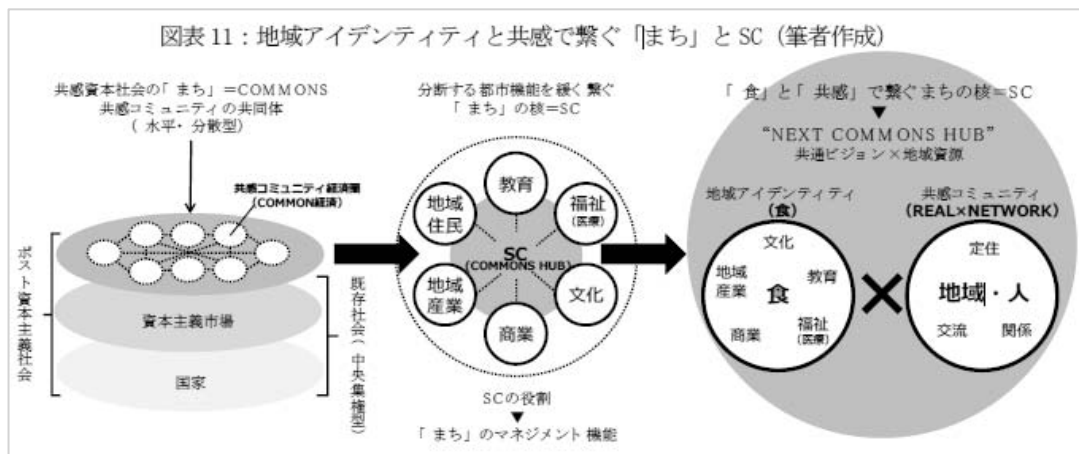 図表 11：地域アイデンティティと共感で繋ぐ「まち」と SC（筆者作成）
共感資本社会の「まち」＝COMMONS
共感コミュニティの共同体
（水平・分散型）
共感コミュニティ経済圏
（COMMON経済）
ポスト資本主義社会
資本主義市場
国家
既存社会（中央集権型）
分断する都市機能を緩く繋ぐ
「まち」の核＝SC
教育
地域
住民
福祉
（医療）
SC
（COMMONS HUB）
地域
産業
文化
商業
SCの役割
「まち」のマネジメント機能
「食」と「共感」で繋ぐまちの核＝SC
“NEXT COMMONS HUB”
共通ビジョン×地域資源
地域アイデンティティ
（食）
文化
地域
産業
教育
食
商業
福祉
（医療）
×
共感コミュニティ
（REAL×NETWORK）
定住
地域・人
交流
関係